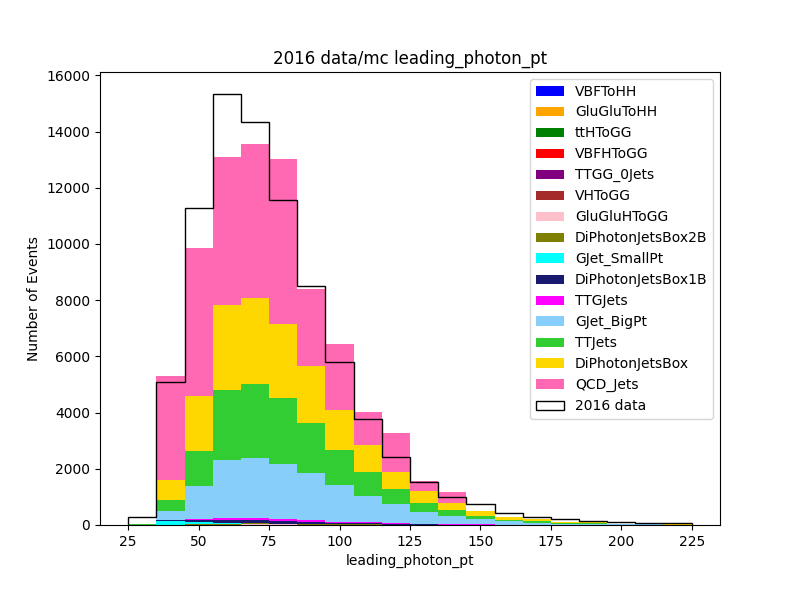 2016 data/mc leading_photon_pt
16000
14000
12000
10000
8000
6000
4000
2000
0
Number of Events
VBFToHH
GluGluToHH
ttHToGG
VBFHToGG
TTGG_0Jets
VHToGG
GluGluHToGG
DiPhotonJetsBox2B
GJet_SmallPt
DiPhotonJetsBox1B
TTGJets
GJet_BigPt
TTJets
DiPhotonJetsBox
QCD_Jets
2016 data
25 50 75 100 125 150 175 200 225
leading_photon_pt